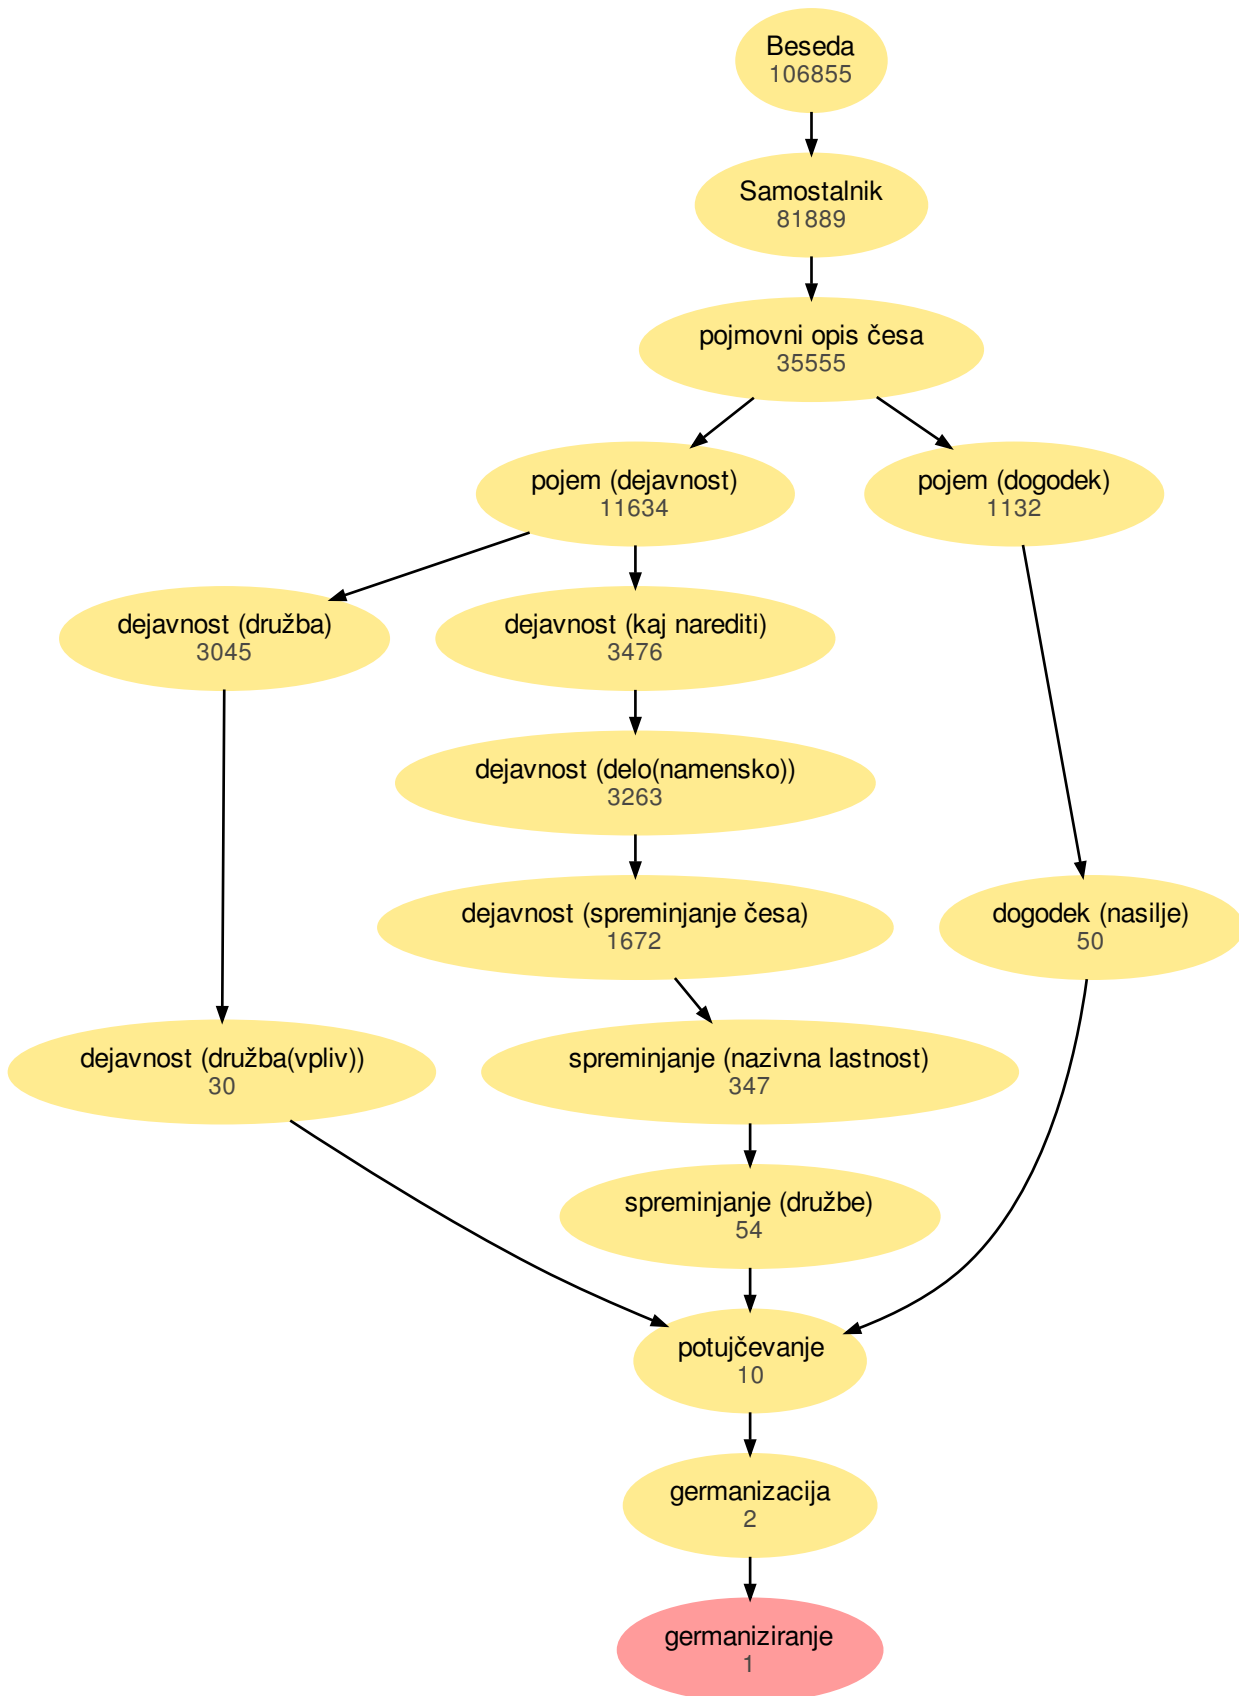 Beseda
106855
Samostalnik
81889
pojmovni opis česa
35555
pojem (dejavnost)
11634
pojem (dogodek)
1132
dejavnost (družba)
3045
dejavnost (kaj narediti)
3476
dejavnost (delo(namensko))
3263
dejavnost (spreminjanje česa)
1672
dogodek (nasilje)
50
dejavnost (družba(vpliv))
30
spreminjanje (nazivna lastnost)
347
spreminjanje (družbe)
54
potujčevanje
10
germanizacija
2
germaniziranje
1